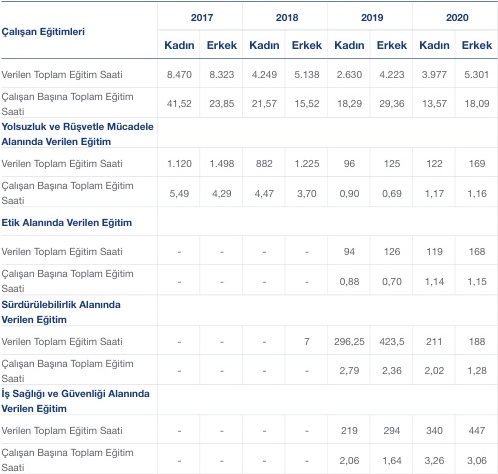 2017 2018 2019 2020
Çalışan Eğitimleri
Kadın Erkek Kadın Erkek Kadın Erkek Kadın Erkek
Verilen Toplam Eğitim Saati 8.470 8.323 4.249 5.138 2.630 4.223 3.977 5.301
Çalışan Başına Toplam Eğitim
Saati 41,52 23,85 21,57 15,52 18,29 29,36 13,57 18,09
Yolsuzluk ve Rüşvetle Mücadele
Alanında Verilen Eğitim
Verilen Toplam Eğitim Saati 1.120 1.498 882 1.225 96 125 122 169
Çalışan Başına Toplam Eğitim
Saati 5,49 4,29 4,47 3,70 0,90 0,69 1,17 1,16
Etik Alanında Verilen Eğitim
Verilen Toplam Eğitim Saati - - - - 94 126 119 168
Çalışan Başına Toplam Eğitim
Saati - - - - 0,88 0,70 1,14 1,15
Sürdürülebilirlik Alanında
Verilen Eğitim
Verilen Toplam Eğitim Saati - - - 7 296,25 423,5 211 188
Çalışan Başına Toplam Eğitim
Saati - - - - 2,79 2,36 2,02 1,28
İş Sağlığı ve Güvenliği Alanında
Verilen Eğitim
Verilen Toplam Eğitim Saati - - - - 219 294 340 447
Çalışan Başına Toplam Eğitim
Saati - - - - 2,06 1,64 3,26 3,06